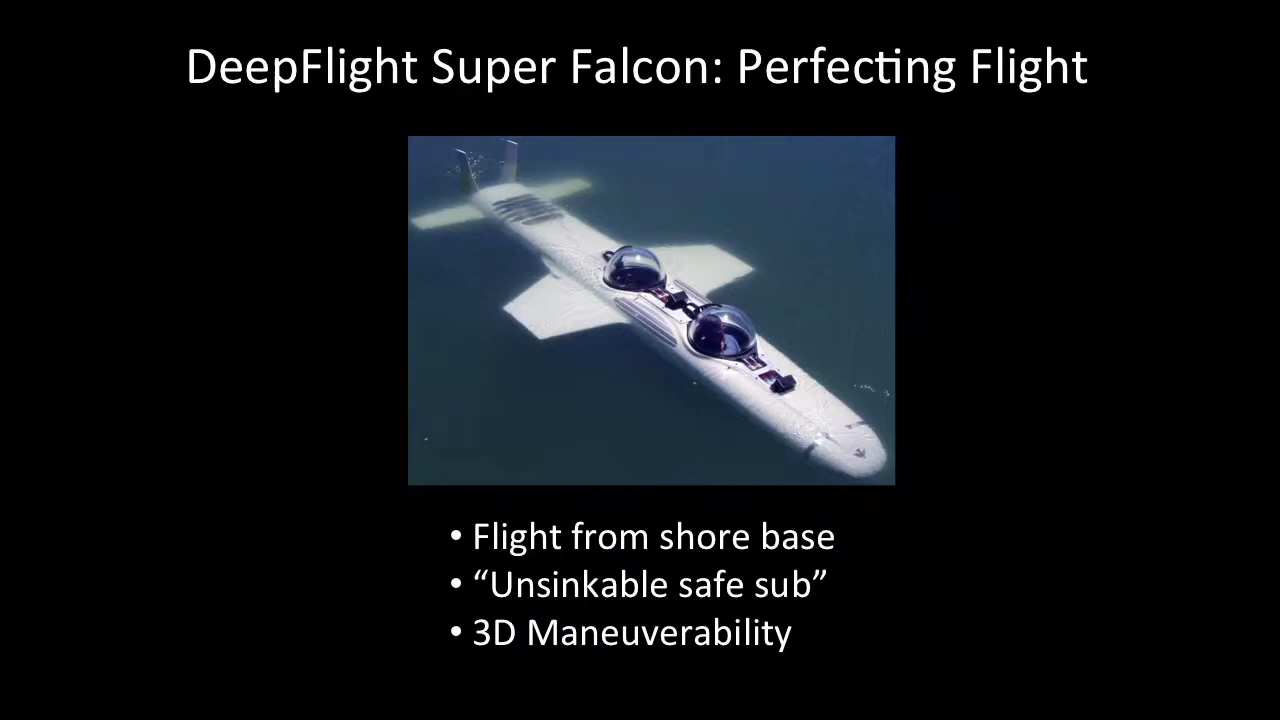 DeepFlight Super Falcon: Perfecting Flight
• Flight from shore base
• “Unsinkable safe sub”
• 3D Maneuverability